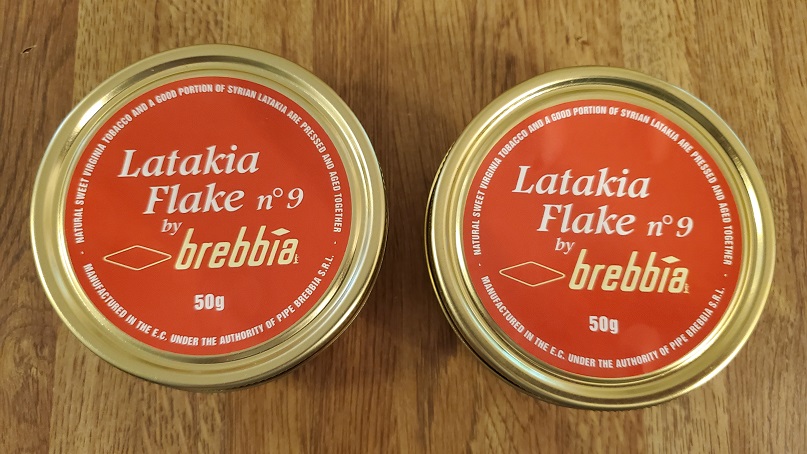 NATURAL SWEET VIRGINIA TOBACCO AND A GOOD PORTION OF SYRIAN LATAKIA ARE PRESSED AND AGED TOGETHER
Latakia
Flake n° 9
by
brebbia
50g
· MANUFACTURED IN THE E.C. UNDER THE AUTHORITY OF PIPE BREBBIA S.R.L. ·
NATURAL SWEET VIRGINIA TOBACCO AND A GOOD PORTION OF SYRIAN LATAKIA ARE PRESSED AND AGED TOGETHER
Latakia
Flake n° 9
by
brebbia
50g
· MANUFACTURED IN THE E.C. UNDER THE AUTHORITY OF PIPE BREBBIA S.R.L. ·